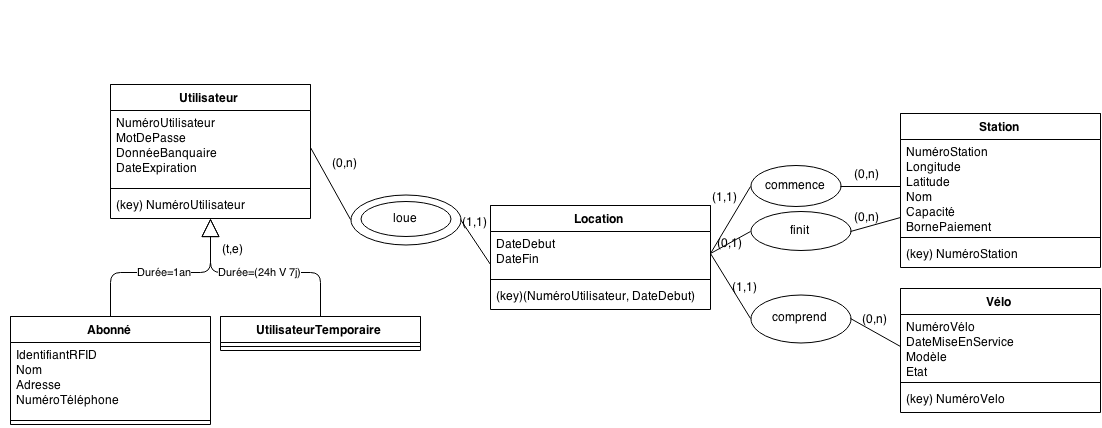 Utilisateur
NuméroUtilisateur
MotDePasse
DonnéeBanquaire
DateExpiration
(key) NuméroUtilisateur
(t,e)
Durée=1an
Durée=(24h V 7j)
Abonné
IdentifiantRFID
Nom
Adresse
NuméroTéléphone
UtilisateurTemporaire
(0,n)
loue
(1,1)
Location
DateDebut
DateFin
(key)(NuméroUtilisateur, DateDebut)
(1,1)
commence
(0,n)
(0,1)
finit
(0,n)
(1,1)
comprend
(0,n)
Station
NuméroStation
Longitude
Latitude
Nom
Capacité
BornePaiement
(key) NuméroStation
Vélo
NuméroVélo
DateMiseEnService
Modèle
Etat
(key) NuméroVelo